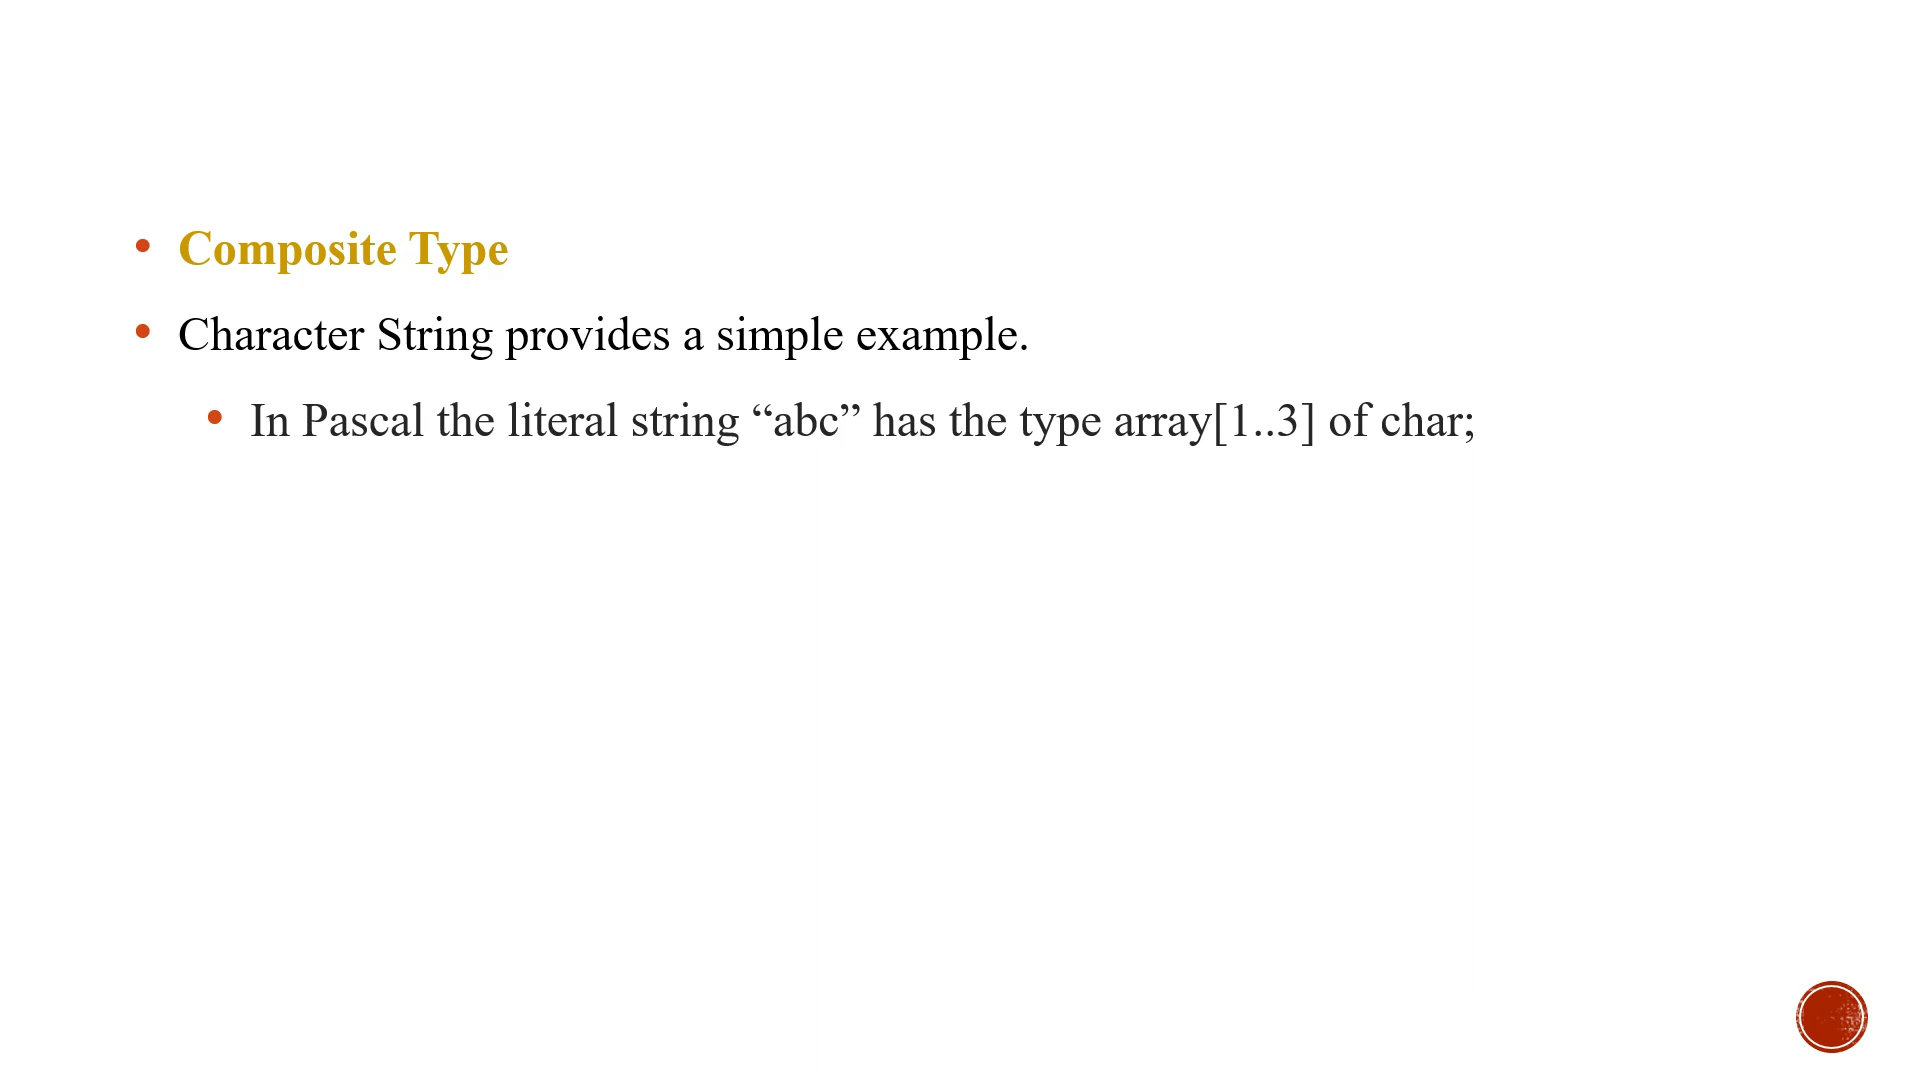 • Composite Type
• Character String provides a simple example.
• In Pascal the literal string “abc” has the type array[1..3] of char;